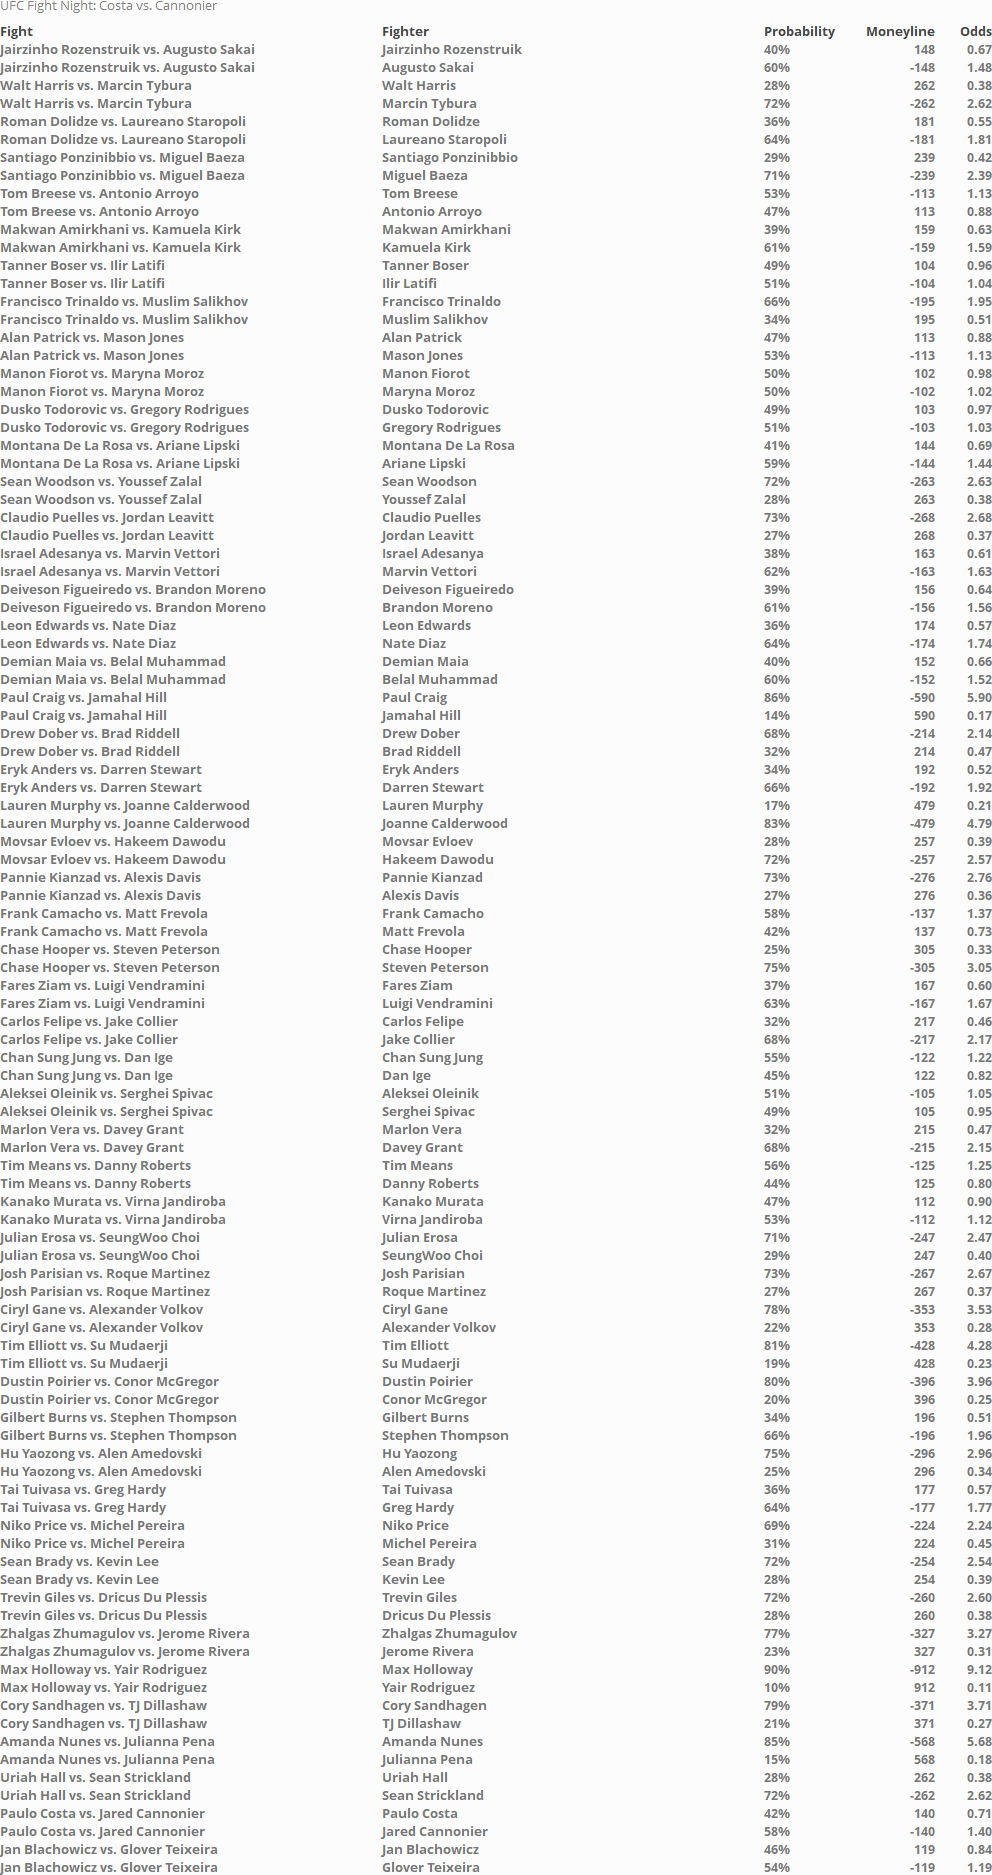 UFC Fight Night: Costa vs. Cannonier
Fight Fighter Probability Moneyline Odds
Jairzinho Rozenstruik vs. Augusto Sakai Jairzinho Rozenstruik 40% 148 0.67
Jairzinho Rozenstruik vs. Augusto Sakai Augusto Sakai 60% -148 1.48
Walt Harris vs. Marcin Tybura Walt Harris 28% 262 0.38
Walt Harris vs. Marcin Tybura Marcin Tybura 72% -262 2.62
Roman Dolidze vs. Laureano Staropoli Roman Dolidze 36% 181 0.55
Roman Dolidze vs. Laureano Staropoli Laureano Staropoli 64% -181 1.81
Santiago Ponzinibbio vs. Miguel Baeza Santiago Ponzinibbio 29% 239 0.42
Santiago Ponzinibbio vs. Miguel Baeza Miguel Baeza 71% -239 2.39
Tom Breese vs. Antonio Arroyo Tom Breese 53% -113 1.13
Tom Breese vs. Antonio Arroyo Antonio Arroyo 47% 113 0.88
Makwan Amirkhani vs. Kamuela Kirk Makwan Amirkhani 39% 159 0.63
Makwan Amirkhani vs. Kamuela Kirk Kamuela Kirk 61% -159 1.59
Tanner Boser vs. Ilir Latifi Tanner Boser 49% 104 0.96
Tanner Boser vs. Ilir Latifi Ilir Latifi 51% -104 1.04
Francisco Trinaldo vs. Muslim Salikhov Francisco Trinaldo 66% -195 1.95
Francisco Trinaldo vs. Muslim Salikhov Muslim Salikhov 34% 195 0.51
Alan Patrick vs. Mason Jones Alan Patrick 47% 113 0.88
Alan Patrick vs. Mason Jones Mason Jones 53% -113 1.13
Manon Fiorot vs. Maryna Moroz Manon Fiorot 50% 102 0.98
Manon Fiorot vs. Maryna Moroz Maryna Moroz 50% -102 1.02
Dusko Todorovic vs. Gregory Rodrigues Dusko Todorovic 49% 103 0.97
Dusko Todorovic vs. Gregory Rodrigues Gregory Rodrigues 51% -103 1.03
Montana De La Rosa vs. Ariane Lipski Montana De La Rosa 41% 144 0.69
Montana De La Rosa vs. Ariane Lipski Ariane Lipski 59% -144 1.44
Sean Woodson vs. Youssef Zalal Sean Woodson 72% -263 2.63
Sean Woodson vs. Youssef Zalal Youssef Zalal 28% 263 0.38
Claudio Puelles vs. Jordan Leavitt Claudio Puelles 73% -268 2.68
Claudio Puelles vs. Jordan Leavitt Jordan Leavitt 27% 268 0.37
Israel Adesanya vs. Marvin Vettori Israel Adesanya 38% 163 0.61
Israel Adesanya vs. Marvin Vettori Marvin Vettori 62% -163 1.63
Deiveson Figueiredo vs. Brandon Moreno Deiveson Figueiredo 39% 156 0.64
Deiveson Figueiredo vs. Brandon Moreno Brandon Moreno 61% -156 1.56
Leon Edwards vs. Nate Diaz Leon Edwards 36% 174 0.57
Leon Edwards vs. Nate Diaz Nate Diaz 64% -174 1.74
Demian Maia vs. Belal Muhammad Demian Maia 40% 152 0.66
Demian Maia vs. Belal Muhammad Belal Muhammad 60% -152 1.52
Paul Craig vs. Jamahal Hill Paul Craig 86% -590 5.90
Paul Craig vs. Jamahal Hill Jamahal Hill 14% 590 0.17
Drew Dober vs. Brad Riddell Drew Dober 68% -214 2.14
Drew Dober vs. Brad Riddell Brad Riddell 32% 214 0.47
Eryk Anders vs. Darren Stewart Eryk Anders 34% 192 0.52
Eryk Anders vs. Darren Stewart Darren Stewart 66% -192 1.92
Lauren Murphy vs. Joanne Calderwood Lauren Murphy 17% 479 0.21
Lauren Murphy vs. Joanne Calderwood Joanne Calderwood 83% -479 4.79
Movsar Evloev vs. Hakeem Dawodu Movsar Evloev 28% 257 0.39
Movsar Evloev vs. Hakeem Dawodu Hakeem Dawodu 72% -257 2.57
Pannie Kianzad vs. Alexis Davis Pannie Kianzad 73% -276 2.76
Pannie Kianzad vs. Alexis Davis Alexis Davis 27% 276 0.36
Frank Camacho vs. Matt Frevola Frank Camacho 58% -137 1.37
Frank Camacho vs. Matt Frevola Matt Frevola 42% 137 0.73
Chase Hooper vs. Steven Peterson Chase Hooper 25% 305 0.33
Chase Hooper vs. Steven Peterson Steven Peterson 75% -305 3.05
Fares Ziam vs. Luigi Vendramini Fares Ziam 37% 167 0.60
Fares Ziam vs. Luigi Vendramini Luigi Vendramini 63% -167 1.67
Carlos Felipe vs. Jake Collier Carlos Felipe 32% 217 0.46
Carlos Felipe vs. Jake Collier Jake Collier 68% -217 2.17
Chan Sung Jung vs. Dan Ige Chan Sung Jung 55% -122 1.22
Chan Sung Jung vs. Dan Ige Dan Ige 45% 122 0.82
Aleksei Oleinik vs. Serghei Spivac Aleksei Oleinik 51% -105 1.05
Aleksei Oleinik vs. Serghei Spivac Serghei Spivac 49% 105 0.95
Marlon Vera vs. Davey Grant Marlon Vera 32% 215 0.47
Marlon Vera vs. Davey Grant Davey Grant 68% -215 2.15
Tim Means vs. Danny Roberts Tim Means 56% -125 1.25
Tim Means vs. Danny Roberts Danny Roberts 44% 125 0.80
Kanako Murata vs. Virna Jandiroba Kanako Murata 47% 112 0.90
Kanako Murata vs. Virna Jandiroba Virna Jandiroba 53% -112 1.12
Julian Erosa vs. SeungWoo Choi Julian Erosa 71% -247 2.47
Julian Erosa vs. SeungWoo Choi SeungWoo Choi 29% 247 0.40
Josh Parisian vs. Roque Martinez Josh Parisian 73% -267 2.67
Josh Parisian vs. Roque Martinez Roque Martinez 27% 267 0.37
Ciryl Gane vs. Alexander Volkov Ciryl Gane 78% -353 3.53
Ciryl Gane vs. Alexander Volkov Alexander Volkov 22% 353 0.28
Tim Elliott vs. Su Mudaerji Tim Elliott 81% -428 4.28
Tim Elliott vs. Su Mudaerji Su Mudaerji 19% 428 0.23
Dustin Poirier vs. Conor McGregor Dustin Poirier 80% -396 3.96
Dustin Poirier vs. Conor McGregor Conor McGregor 20% 396 0.25
Gilbert Burns vs. Stephen Thompson Gilbert Burns 34% 196 0.51
Gilbert Burns vs. Stephen Thompson Stephen Thompson 66% -196 1.96
Hu Yaozong vs. Alen Amedovski Hu Yaozong 75% -296 2.96
Hu Yaozong vs. Alen Amedovski Alen Amedovski 25% 296 0.34
Tai Tuivasa vs. Greg Hardy Tai Tuivasa 36% 177 0.57
Tai Tuivasa vs. Greg Hardy Greg Hardy 64% -177 1.77
Niko Price vs. Michel Pereira Niko Price 69% -224 2.24
Niko Price vs. Michel Pereira Michel Pereira 31% 224 0.45
Sean Brady vs. Kevin Lee Sean Brady 72% -254 2.54
Sean Brady vs. Kevin Lee Kevin Lee 28% 254 0.39
Trevin Giles vs. Dricus Du Plessis Trevin Giles 72% -260 2.60
Trevin Giles vs. Dricus Du Plessis Dricus Du Plessis 28% 260 0.38
Zhalgas Zhumagulov vs. Jerome Rivera Zhalgas Zhumagulov 77% -327 3.27
Zhalgas Zhumagulov vs. Jerome Rivera Jerome Rivera 23% 327 0.31
Max Holloway vs. Yair Rodriguez Max Holloway 90% -912 9.12
Max Holloway vs. Yair Rodriguez Yair Rodriguez 10% 912 0.11
Cory Sandhagen vs. TJ Dillashaw Cory Sandhagen 79% -371 3.71
Cory Sandhagen vs. TJ Dillashaw TJ Dillashaw 21% 371 0.27
Amanda Nunes vs. Julianna Pena Amanda Nunes 85% -568 5.68
Amanda Nunes vs. Julianna Pena Julianna Pena 15% 568 0.18
Uriah Hall vs. Sean Strickland Uriah Hall 28% 262 0.38
Uriah Hall vs. Sean Strickland Sean Strickland 72% -262 2.62
Paulo Costa vs. Jared Cannonier Paulo Costa 42% 140 0.71
Paulo Costa vs. Jared Cannonier Jared Cannonier 58% -140 1.40
Jan Blachowicz vs. Glover Teixeira Jan Blachowicz 46% 119 0.84
Jan Blachowicz vs. Glover Teixeira Glover Teixeira 54% -119 1.19